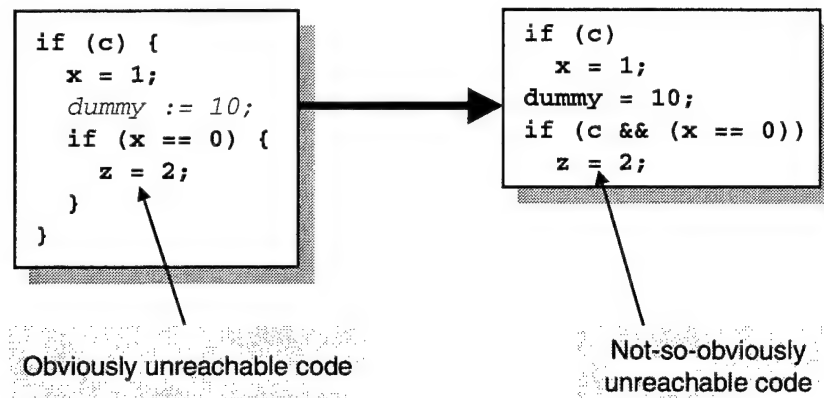 if (c) {
x = 1;
dummy := 10;
if (x == 0) {
z = 2;
}
}
if (c)
x = 1;
dummy = 10;
if (c && (x == 0))
z = 2;
Obviously unreachable code
Not-so-obviously
unreachable code